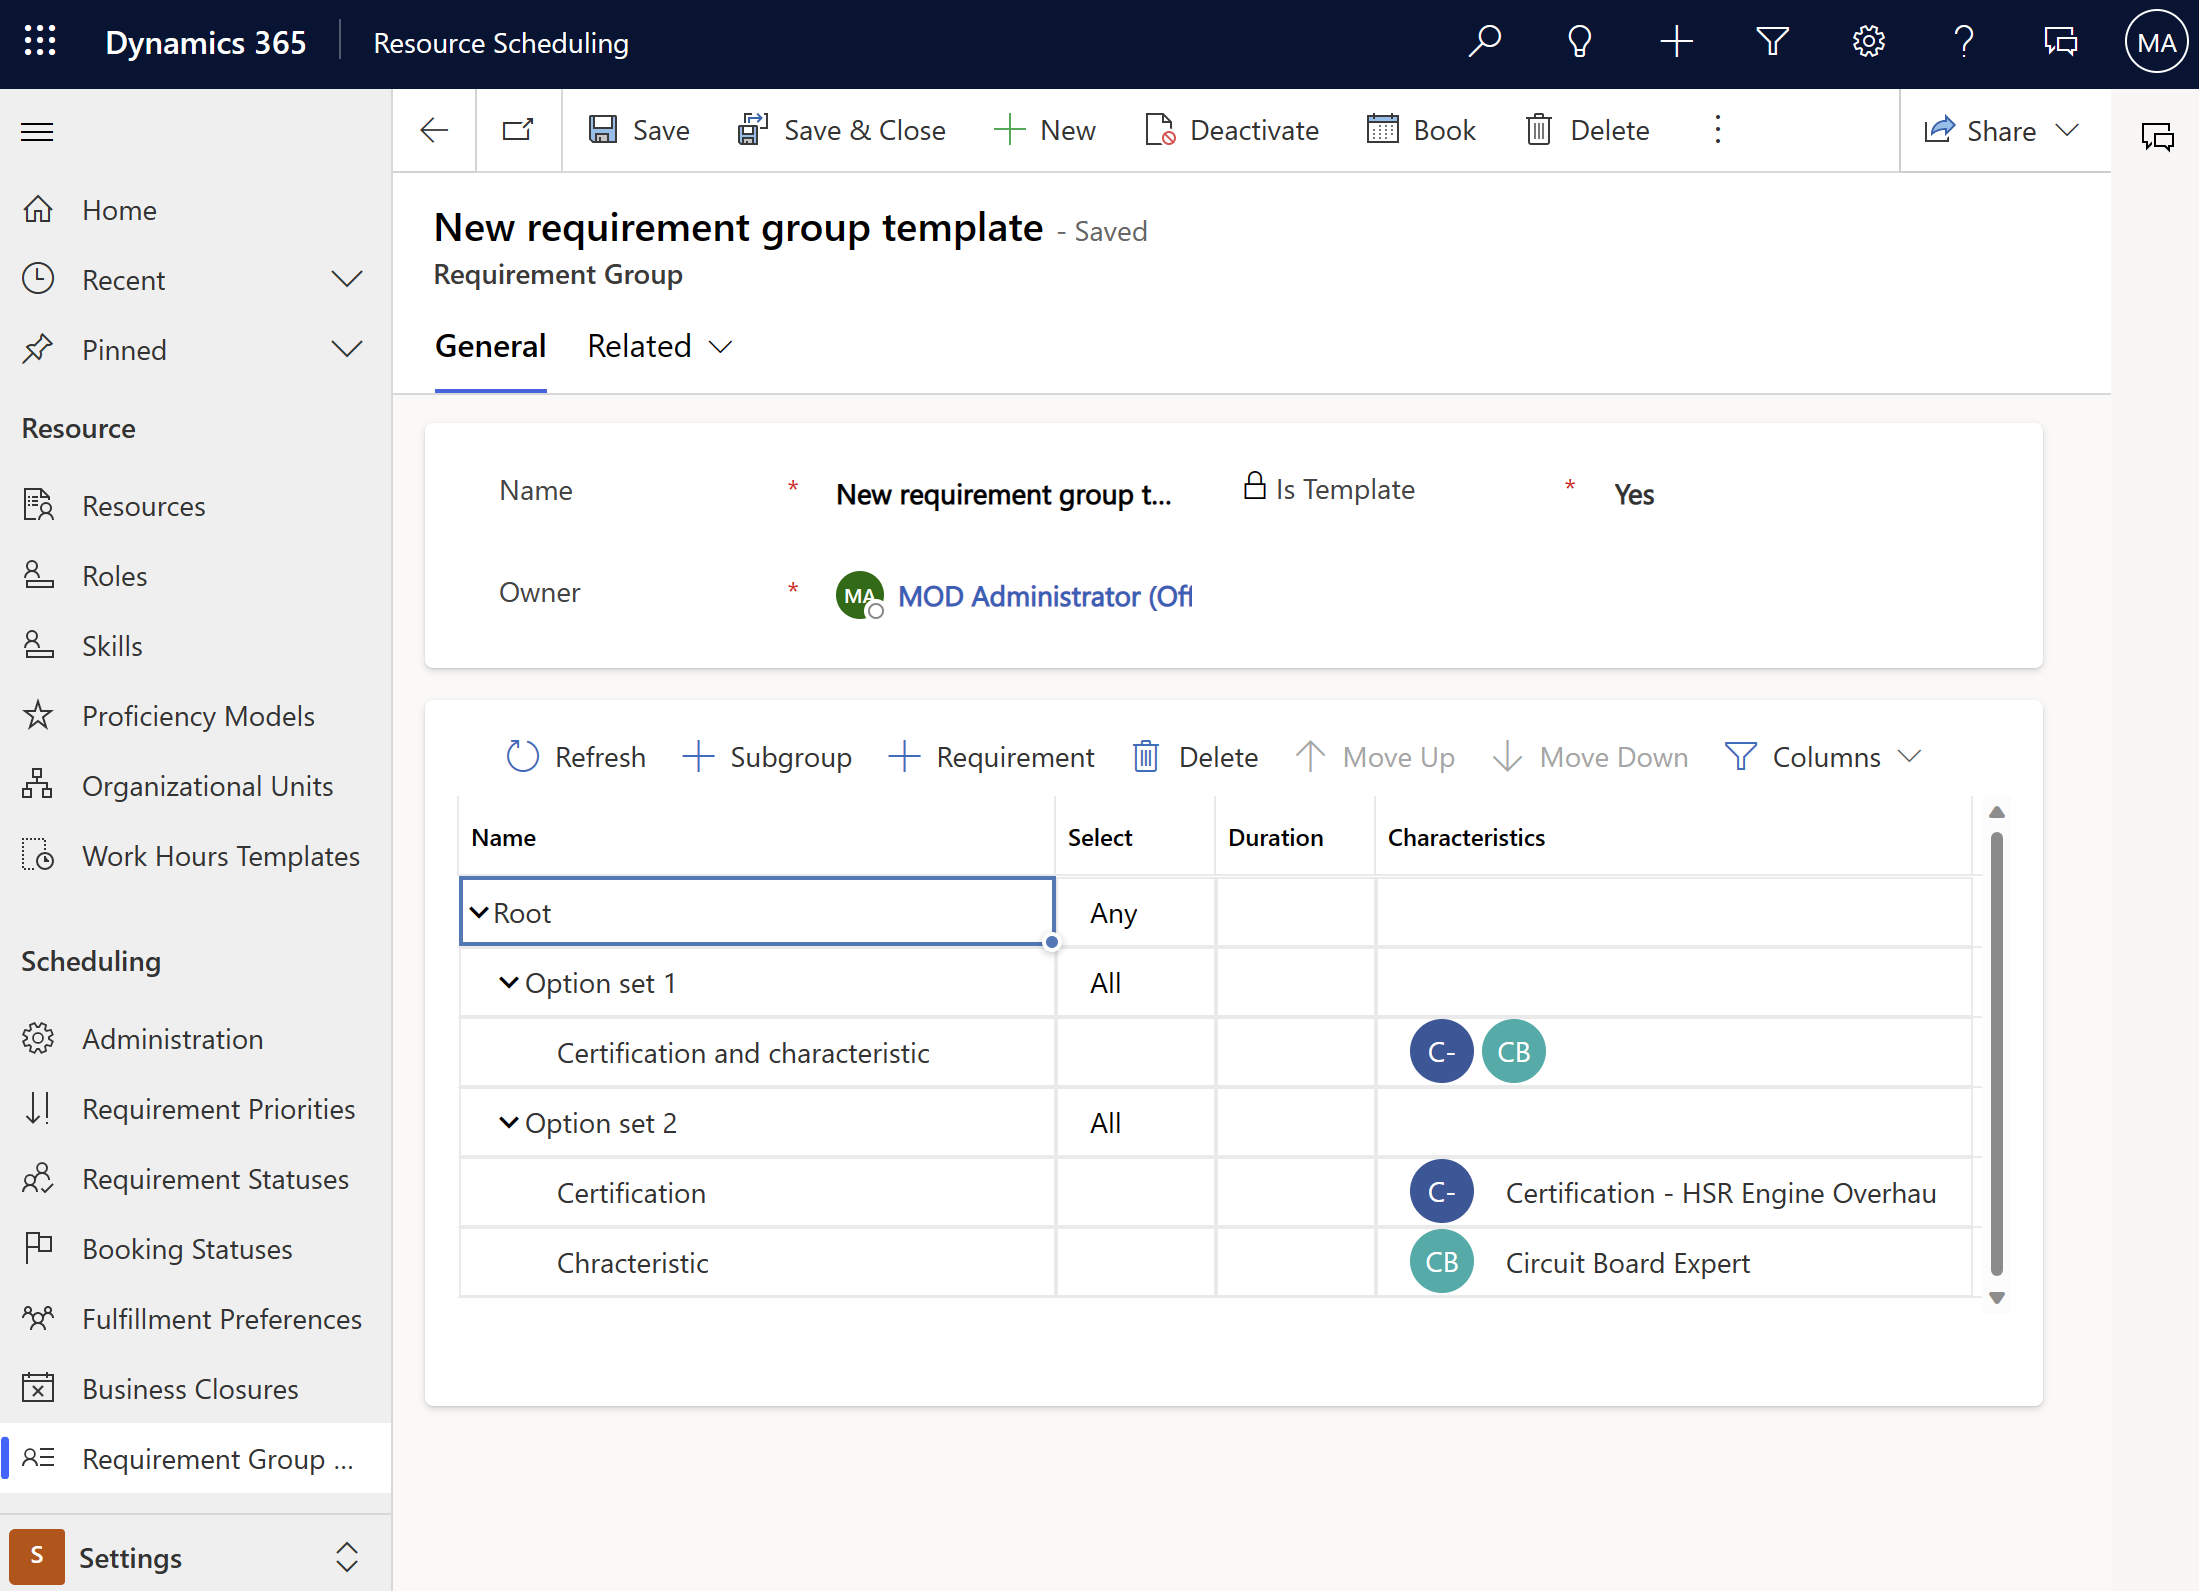 Dynamics 365 Resource Scheduling MA
Save Save & Close New Deactivate Book Delete Share
Home
Recent
Pinned
Resource
Resources
Roles
Skills
Proficiency Models
Organizational Units
Work Hours Templates
Scheduling
Administration
Requirement Priorities
Requirement Statuses
Booking Statuses
Fulfillment Preferences
Business Closures
Requirement Group ...
S Settings
New requirement group template - Saved
Requirement Group
General Related
Name * New requirement group t... Is Template * Yes
Owner * MA MOD Administrator (Off
Refresh Subgroup Requirement Delete Move Up Move Down Columns
Name Select Duration Characteristics
Root Any
Option set 1 All
Certification and characteristic C- CB
Option set 2 All
Certification C- Certification - HSR Engine Overhau
Chracteristic CB Circuit Board Expert